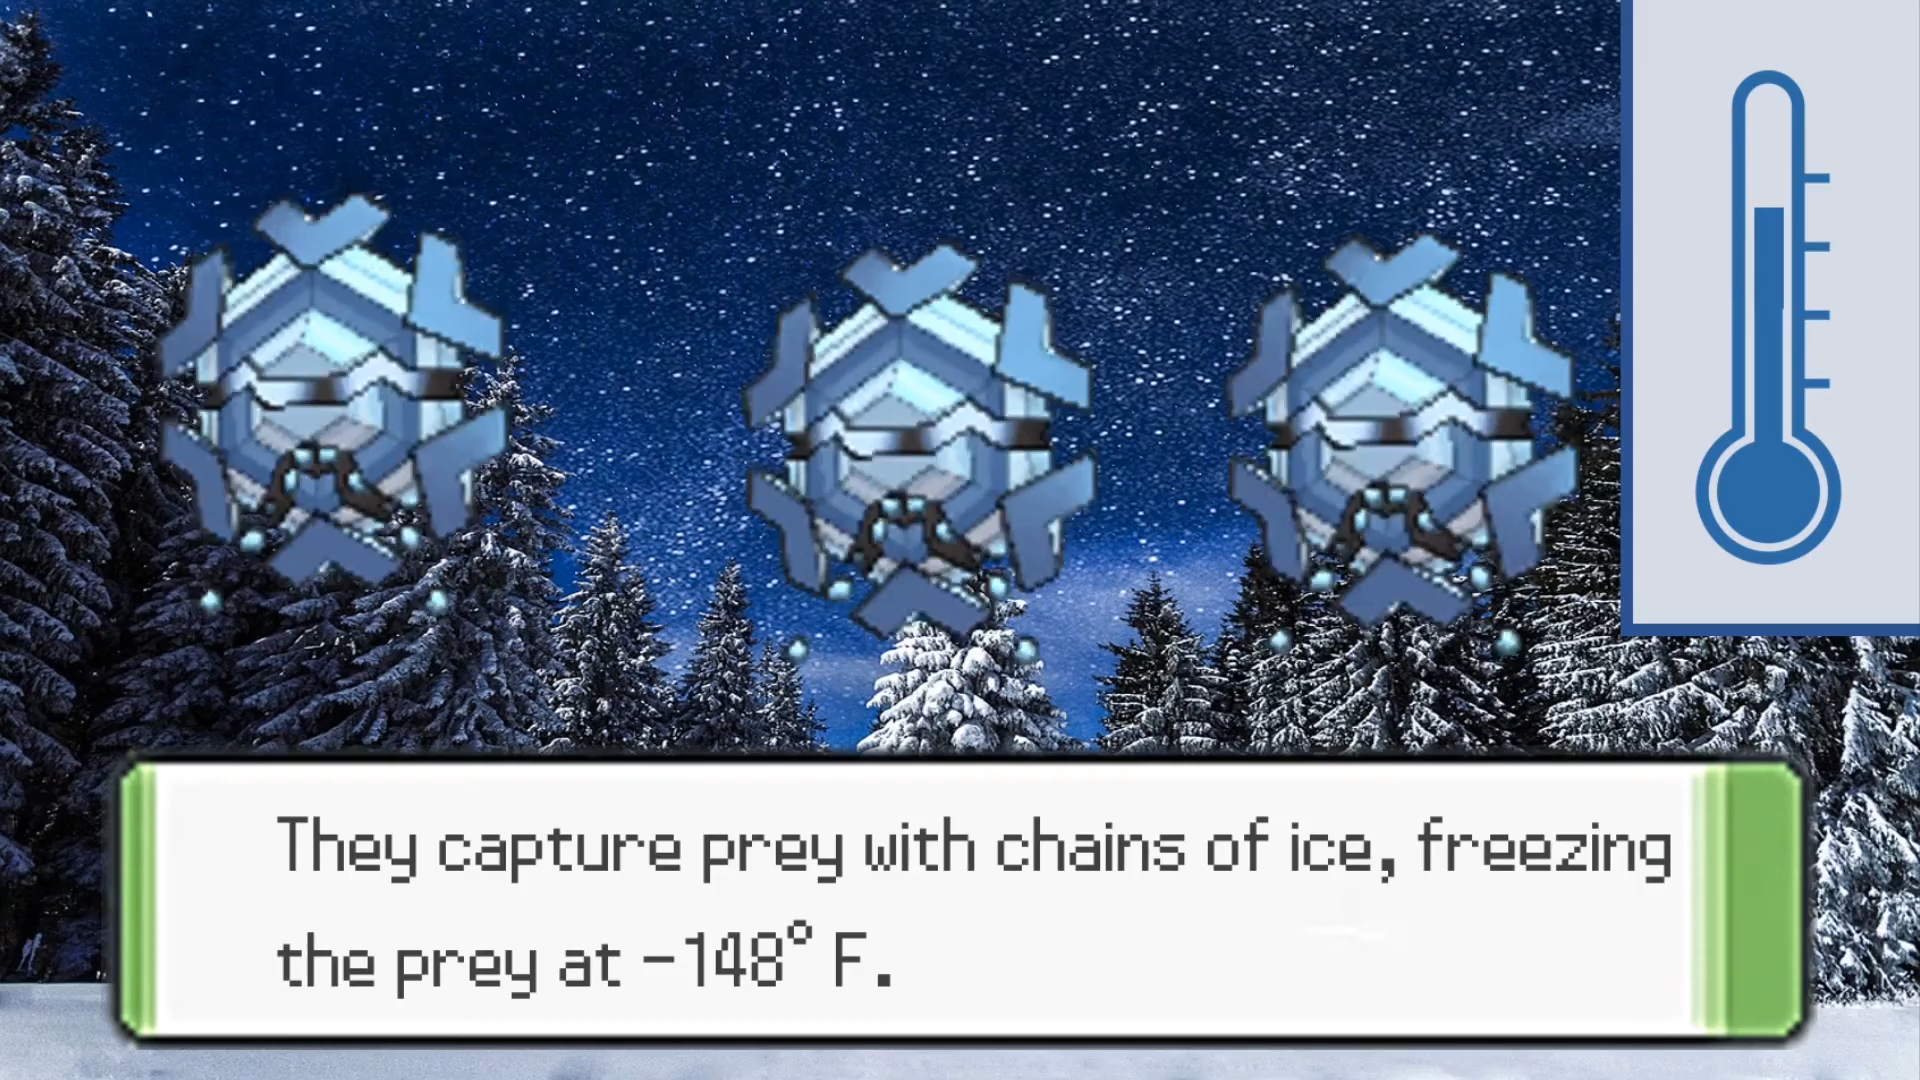 They capture prey with chains of ice, freezing
the prey at -148° F.